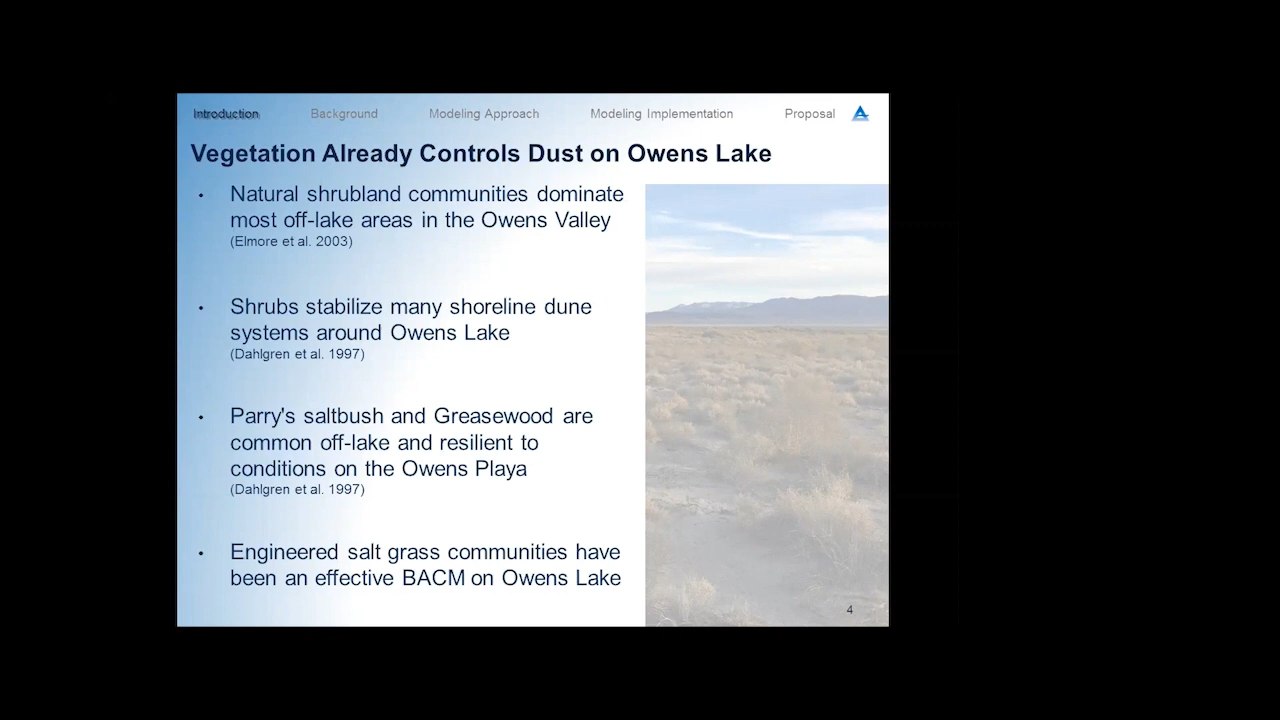 Introduction Background Modeling Approach Modeling Implementation Proposal
Vegetation Already Controls Dust on Owens Lake
• Natural shrubland communities dominate
most off-lake areas in the Owens Valley
(Elmore et al. 2003)
• Shrubs stabilize many shoreline dune
systems around Owens Lake
(Dahlgren et al. 1997)
• Parry's saltbush and Greasewood are
common off-lake and resilient to
conditions on the Owens Playa
(Dahlgren et al. 1997)
• Engineered salt grass communities have
been an effective BACM on Owens Lake
4